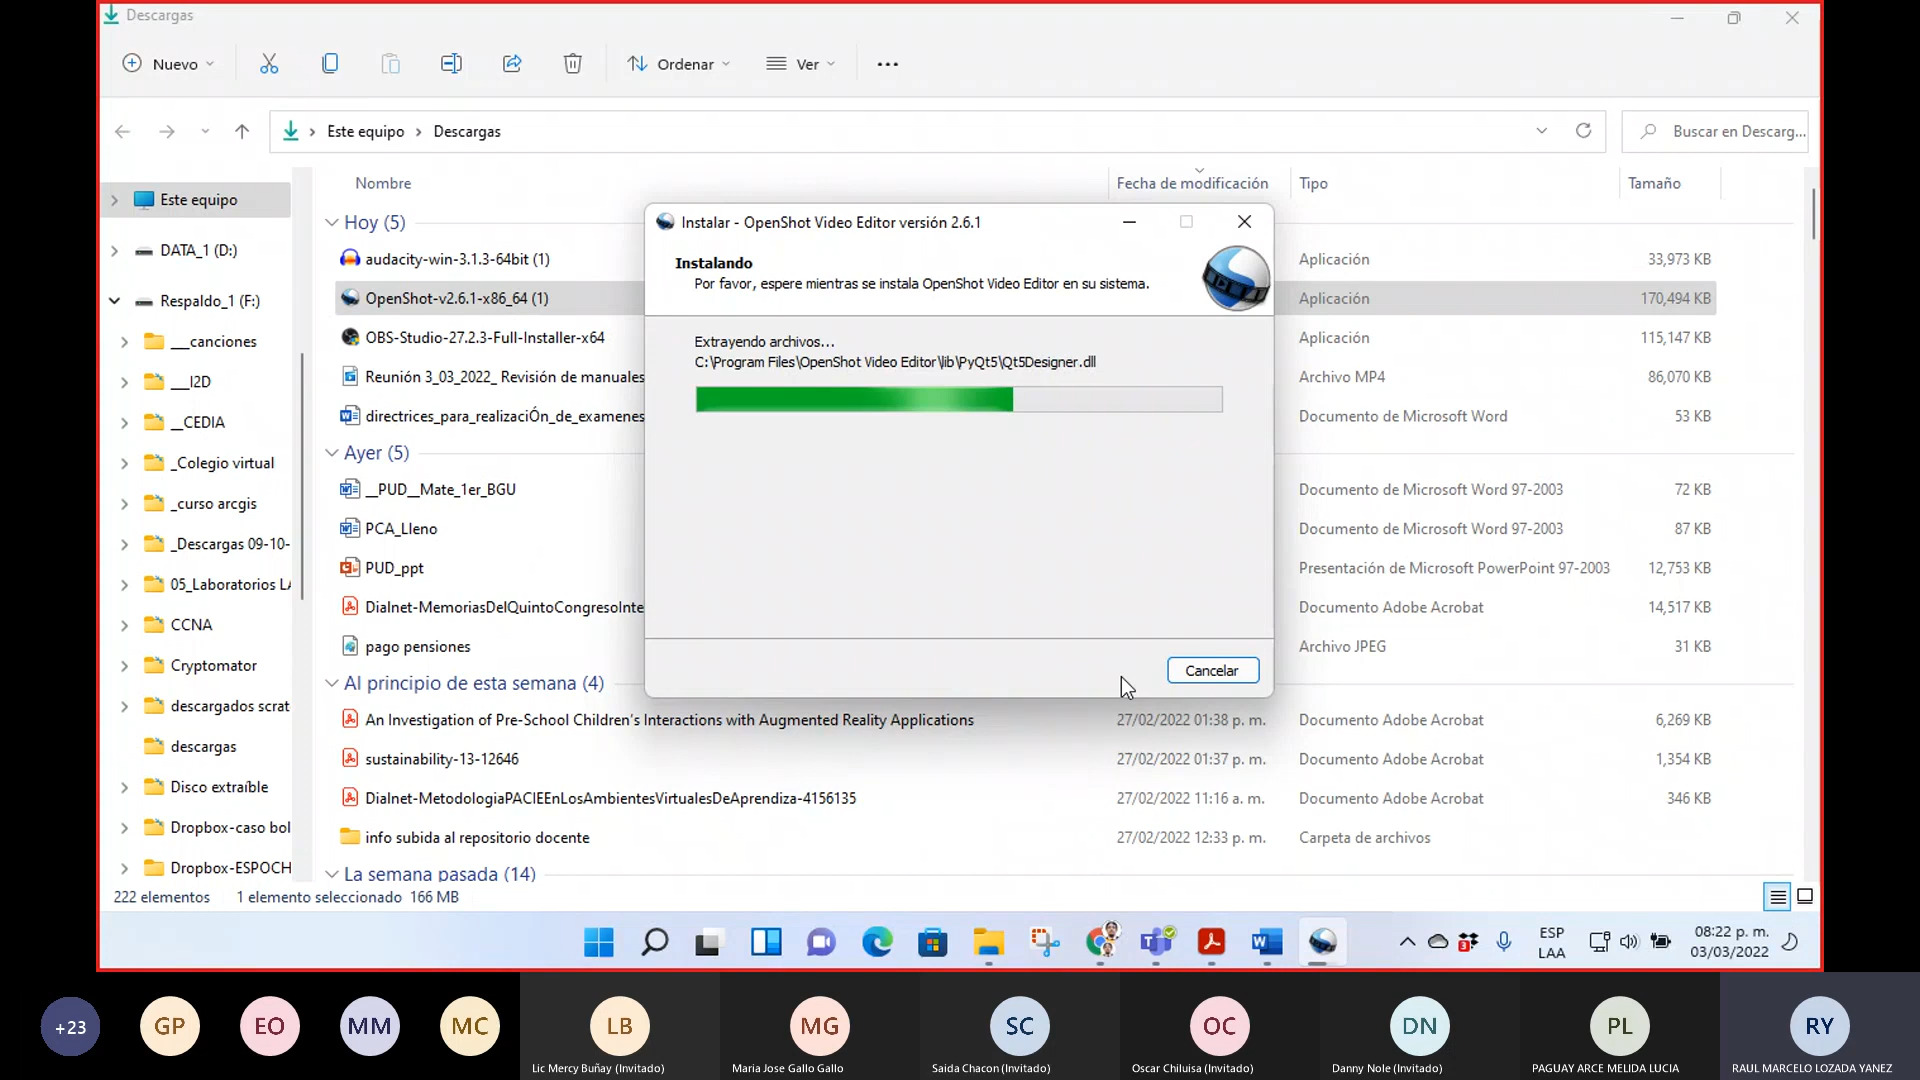 Descargas
Nuevo
Ordenar
Ver
Este equipo
Descargas
Buscar en Descarg...
Nombre
Fecha de modificación
Tipo
Tamaño
Este equipo
DATA_1 (D:)
Respaldo_1 (F:)
___canciones
___I2D
__CEDIA
_Colegio virtual
_curso arcgis
_Descargas 09-10-
05_Laboratorios LA
CCNA
Cryptomator
descargados scrat
descargas
Disco extraíble
Dropbox-caso bol
Dropbox-ESPOCH
Hoy (5)
audacity-win-3.1.3-64bit (1)
Aplicación
33,973 KB
OpenShot-v2.6.1-x86_64 (1)
Aplicación
170,494 KB
OBS-Studio-27.2.3-Full-Installer-x64
Aplicación
115,147 KB
Reunión 3_03_2022_ Revisión de manuales
Archivo MP4
86,070 KB
directrices_para_realizaciÓn_de_examenes
Documento de Microsoft Word
53 KB
Ayer (5)
__PUD__Mate_1er_BGU
Documento de Microsoft Word 97-2003
72 KB
PCA_Lleno
Documento de Microsoft Word 97-2003
87 KB
PUD_ppt
Presentación de Microsoft PowerPoint 97-2003
12,753 KB
Dialnet-MemoriasDelQuintoCongresoInte
Documento Adobe Acrobat
14,517 KB
pago pensiones
Archivo JPEG
31 KB
Al principio de esta semana (4)
An Investigation of Pre-School Children's Interactions with Augmented Reality Applications
27/02/2022 01:38 p. m.
Documento Adobe Acrobat
6,269 KB
sustainability-13-12646
27/02/2022 01:37 p. m.
Documento Adobe Acrobat
1,354 KB
Dialnet-MetodologiaPACIEEnLosAmbientesVirtualesDeAprendiza-4156135
27/02/2022 11:16 a. m.
Documento Adobe Acrobat
346 KB
info subida al repositorio docente
27/02/2022 12:33 p. m.
Carpeta de archivos
La semana pasada (14)
Instalar - OpenShot Video Editor versión 2.6.1
Instalando
Por favor, espere mientras se instala OpenShot Video Editor en su sistema.
Extrayendo archivos...
C:\Program Files\OpenShot Video Editor\lib\PyQt5\Qt5Designer.dll
Cancelar
222 elementos
1 elemento seleccionado 166 MB
3
ESP
LAA
08:22 p. m.
03/03/2022
+23
GP
EO
MM
MC
LB
Lic Mercy Buñay (Invitado)
MG
Maria Jose Gallo Gallo
SC
Saida Chacon (Invitado)
OC
Oscar Chiluisa (Invitado)
DN
Danny Nole (Invitado)
PL
PAGUAY ARCE MELIDA LUCIA
RY
RAUL MARCELO LOZADA YANEZ